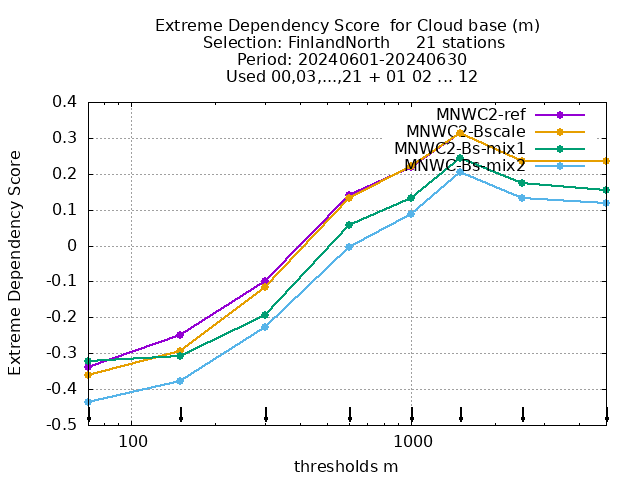 Extreme Dependency Score  for Cloud base (m)
Selection: FinlandNorth     21 stations
Period: 20240601-20240630
Used 00,03,...,21 + 01 02 ... 12
MNWC2-ref
MNWC2-Bscale
MNWC2-Bs-mix1
MNWC-Bs-mix2
Extreme Dependency Score
0.4
0.3
0.2
0.1
0
-0.1
-0.2
-0.3
-0.4
-0.5
100 1000
thresholds m